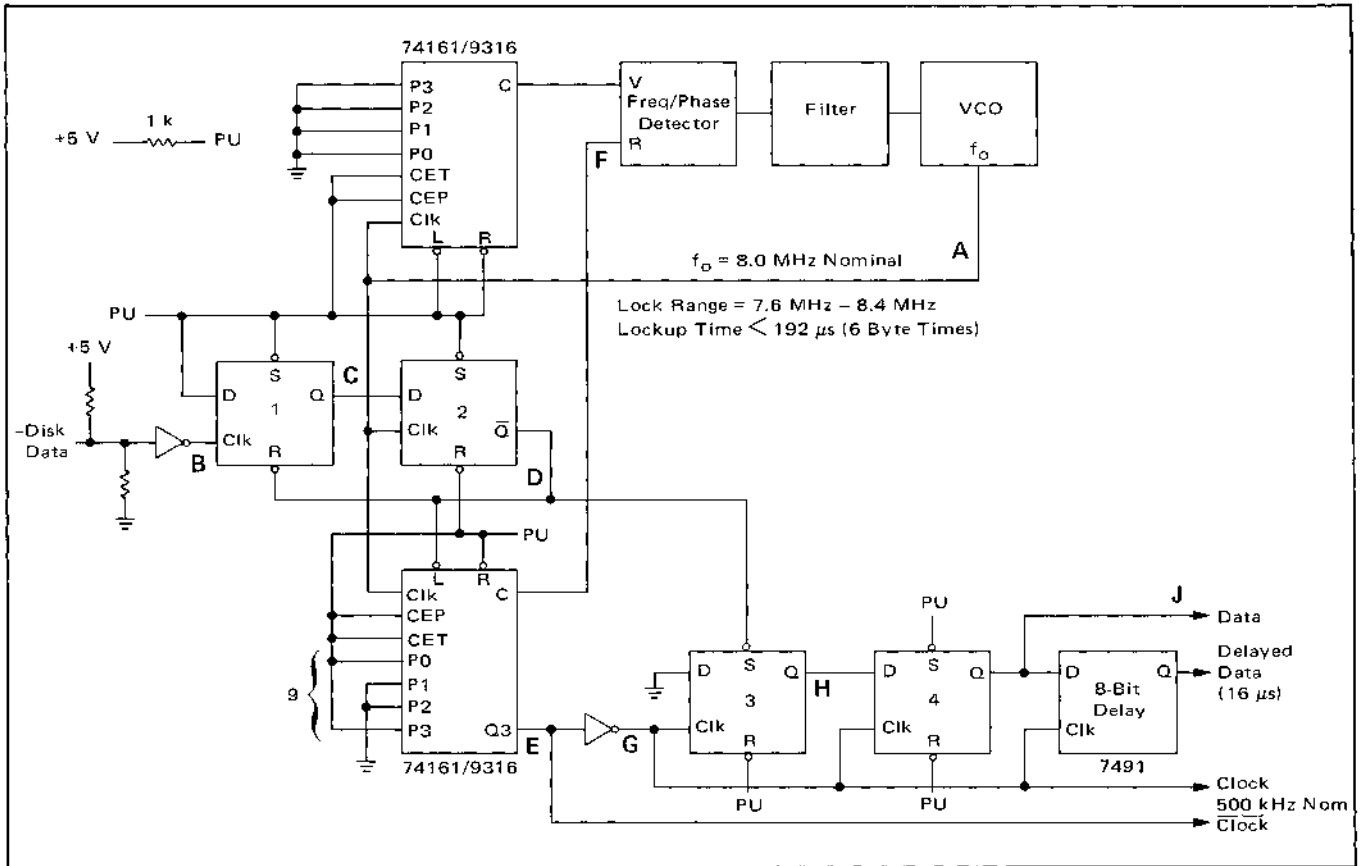 74161/9316
P3
P2
P1
P0
CET
CEP
Clk
L
R
C
V
Freq/Phase
Detector
R
F
Filter
VCO
fo
A
+5 V
1 k
PU
fo = 8.0 MHz Nominal
Lock Range = 7.6 MHz – 8.4 MHz
Lockup Time < 192 µs (6 Byte Times)
PU
+5 V
–Disk
Data
B
S
D
1
Q
Clk
R
C
S
D
2
Clk
Q̅
R
D
PU
L
R
Clk
C
CEP
CET
P0
P1
P2
P3
9
Q3
E
74161/9316
G
D
S
Q
3
Clk
R
PU
H
PU
D
S
Q
4
Clk
R
PU
D
Q
8-Bit
Delay
Clk
7491
J
Data
Delayed
Data
(16 µs)
Clock
500 kHz Nom
C̅l̅o̅c̅k̅